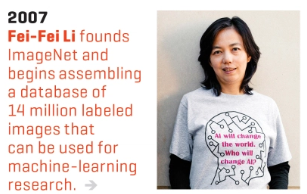 2007
Fei-Fei Li founds
ImageNet and
begins assembling
a database of
14 million labeled
images that
can be used for
machine-learning
research. →
AI will change
the world.
Who will
change AI?